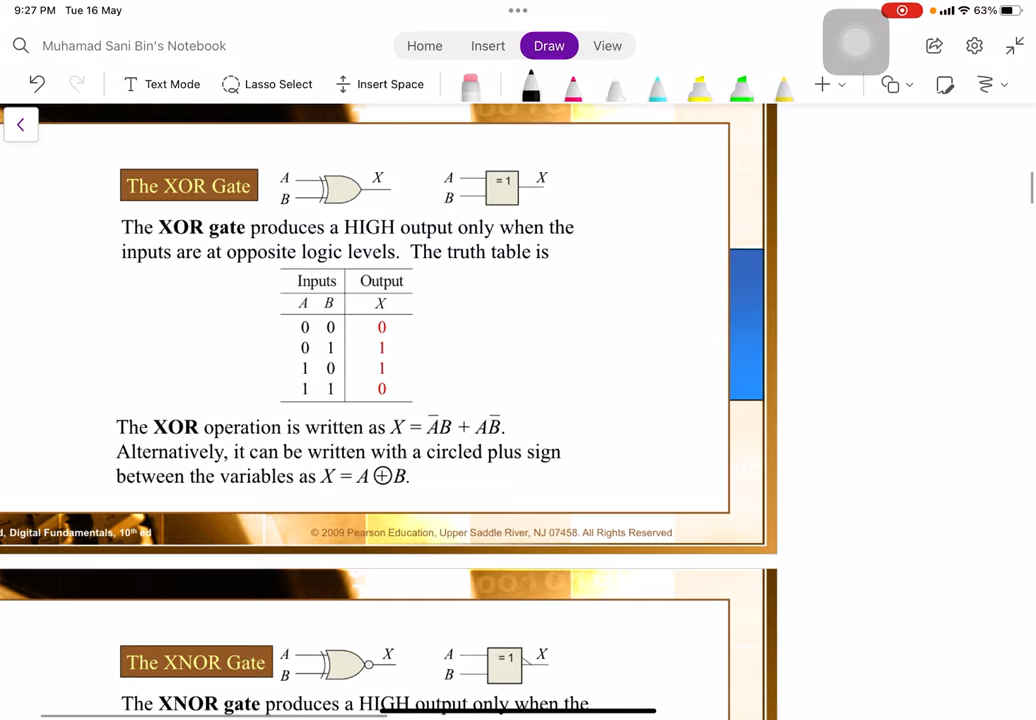 9:27 PM Tue 16 May
63%
Muhamad Sani Bin's Notebook
Home Insert Draw View
Text Mode Lasso Select Insert Space
The XOR Gate
A
B
X
A
B
= 1
X
The XOR gate produces a HIGH output only when the
inputs are at opposite logic levels. The truth table is
Inputs Output
A B X
0 0 0
0 1 1
1 0 1
1 1 0
The XOR operation is written as X = A̅B + AB̅.
Alternatively, it can be written with a circled plus sign
between the variables as X = A ⊕ B.
d, Digital Fundamentals, 10th ed
© 2009 Pearson Education, Upper Saddle River, NJ 07458. All Rights Reserved
The XNOR Gate
A
B
X
A
B
= 1
X
The XNOR gate produces a HIGH output only when the